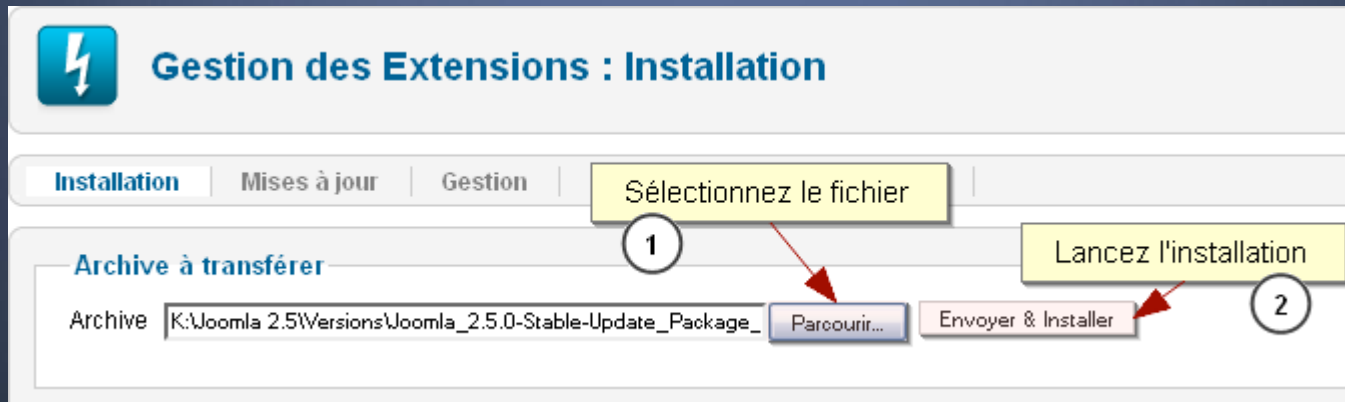 Gestion des Extensions : Installation
Installation Mises à jour Gestion
Sélectionnez le fichier
1
Lancez l'installation
2
Archive à transférer
Archive K:\Joomla 2.5\Versions\Joomla_2.5.0-Stable-Update_Package_ Parcourir... Envoyer & Installer